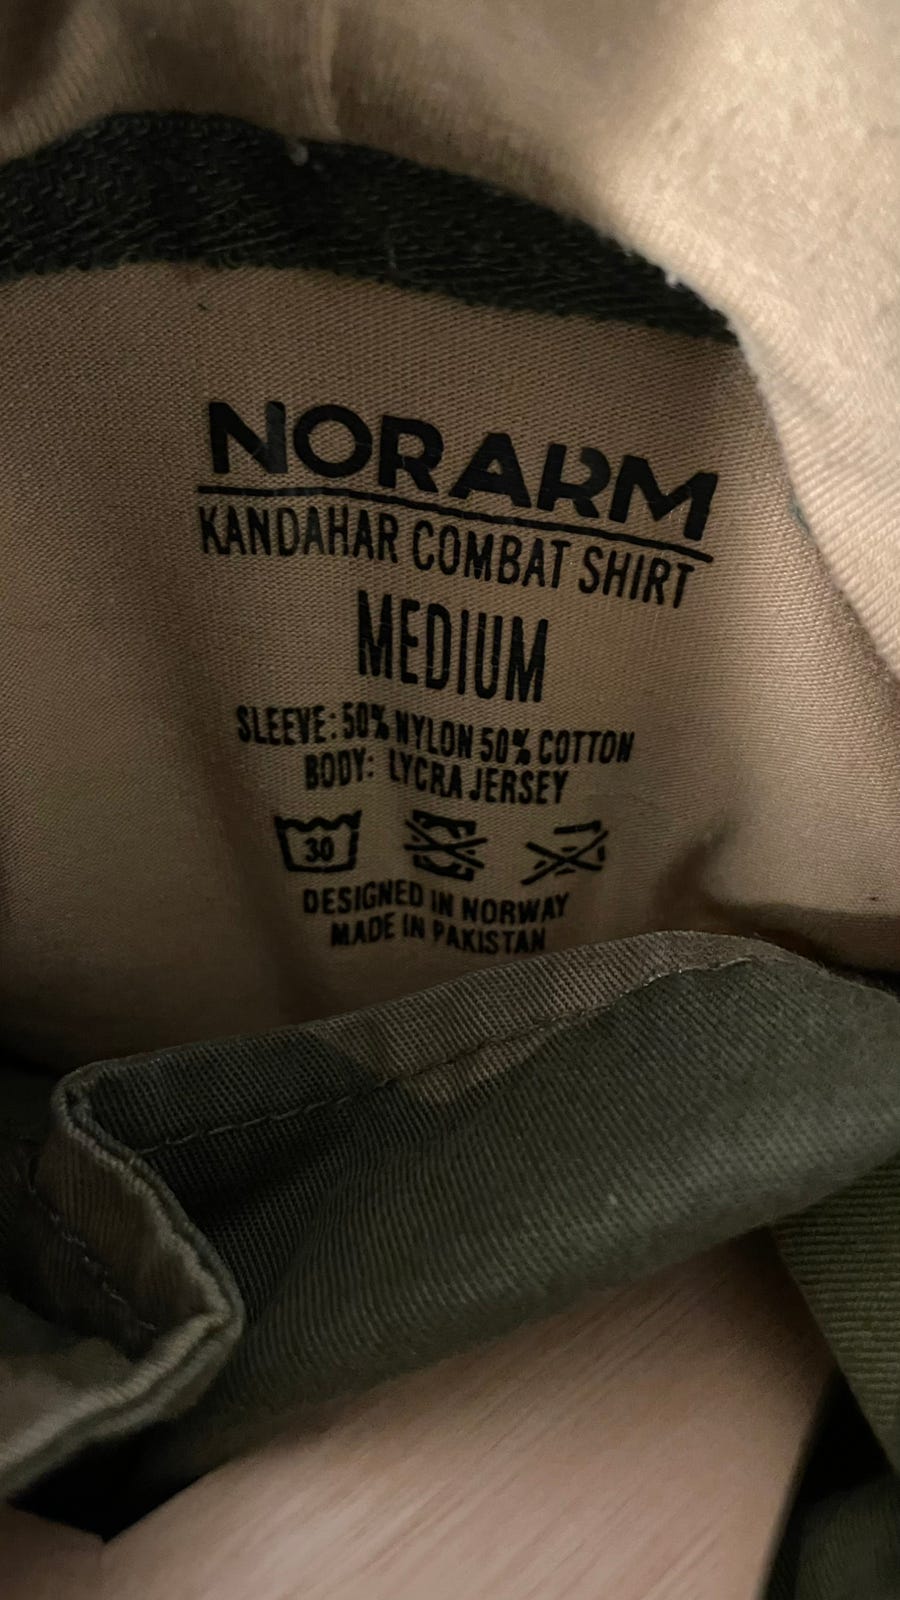 NORARM
KANDAHAR COMBAT SHIRT
MEDIUM
SLEEVE: 50% NYLON 50% COTTON
BODY: LYCRA JERSEY
30
DESIGNED IN NORWAY
MADE IN PAKISTAN